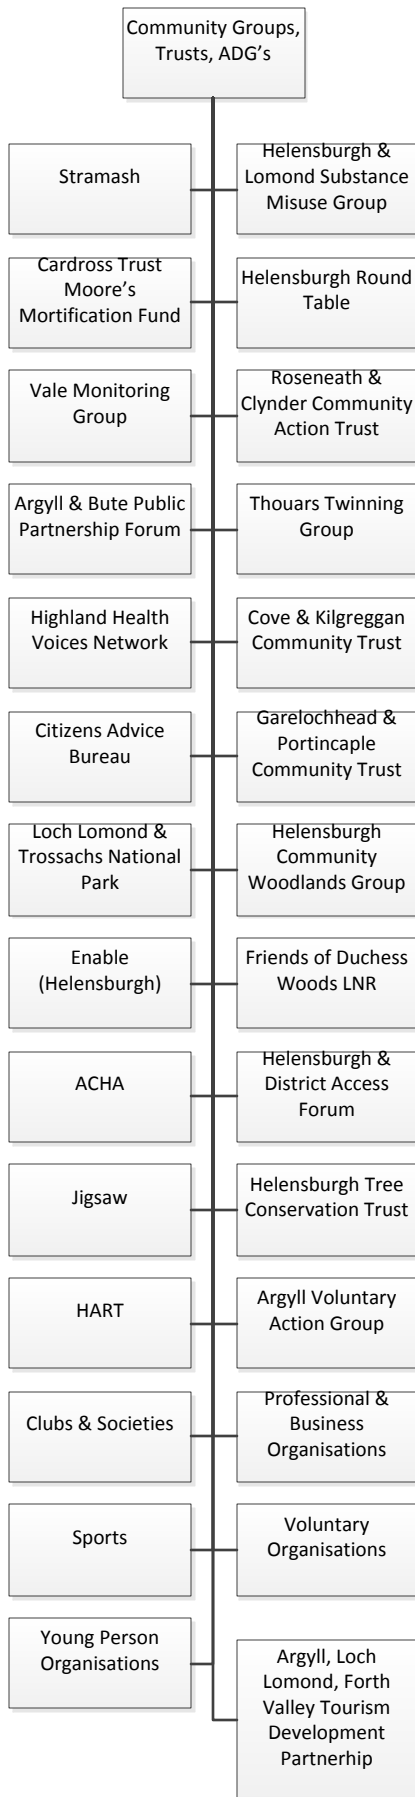 Community Groups,
Trusts, ADG's
Stramash
Helensburgh &
Lomond Substance
Misuse Group
Cardross Trust
Moore's
Mortification Fund
Helensburgh Round
Table
Vale Monitoring
Group
Roseneath &
Clynder Community
Action Trust
Argyll & Bute Public
Partnership Forum
Thouars Twinning
Group
Highland Health
Voices Network
Cove & Kilgreggan
Community Trust
Citizens Advice
Bureau
Garelochhead &
Portincaple
Community Trust
Loch Lomond &
Trossachs National
Park
Helensburgh
Community
Woodlands Group
Enable
(Helensburgh)
Friends of Duchess
Woods LNR
ACHA
Helensburgh &
District Access
Forum
Jigsaw
Helensburgh Tree
Conservation Trust
HART
Argyll Voluntary
Action Group
Clubs & Societies
Professional &
Business
Organisations
Sports
Voluntary
Organisations
Young Person
Organisations
Argyll, Loch
Lomond, Forth
Valley Tourism
Development
Partnerhip